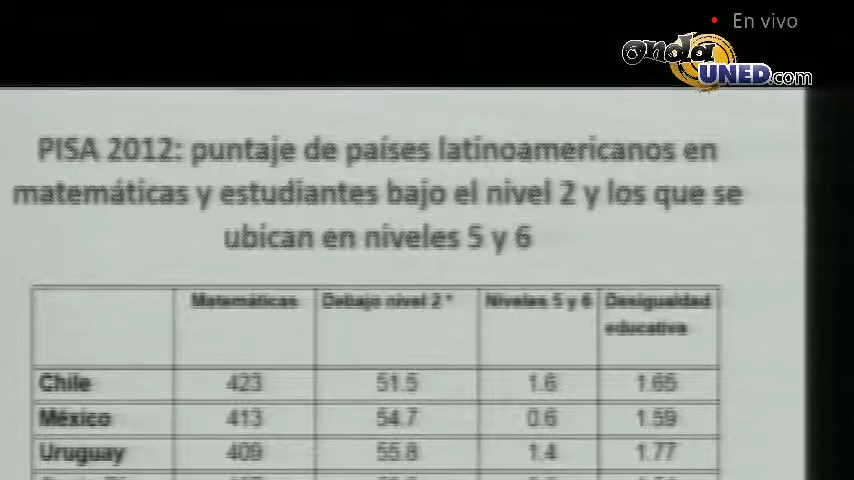 En vivo
onda
UNED.com
PISA 2012: puntaje de países latinoamericanos en
matemáticas y estudiantes bajo el nivel 2 y los que se
ubican en niveles 5 y 6
Matemáticas Debajo nivel 2 * Niveles 5 y 6 Desigualdad
educativa
Chile 423 51.5 1.6 1.65
México 413 54.7 0.6 1.59
Uruguay 409 55.8 1.4 1.77